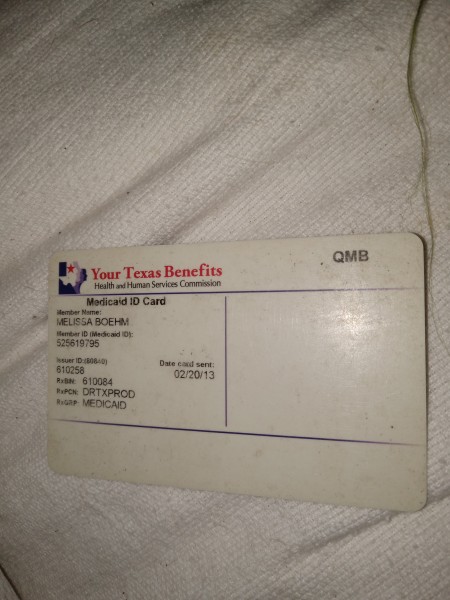 QMB
Your Texas Benefits
Health and Human Services Commission
Medicaid ID Card
Member Name:
MELISSA BOEHM
Member ID (Medicaid ID):
525619795
Issuer ID:(80840)
610258
Date card sent:
02/20/13
RxBIN: 610084
RxPCN: DRTXPROD
RxGRP: MEDICAID